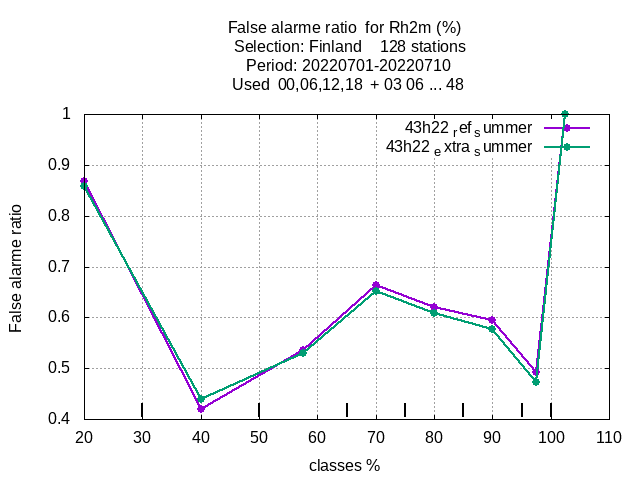 False alarme ratio  for Rh2m (%)
Selection: Finland    128 stations
Period: 20220701-20220710
Used  00,06,12,18  + 03 06 ... 48
43h22 ref summer
43h22 extra summer
False alarme ratio
1
0.9
0.8
0.7
0.6
0.5
0.4
20 30 40 50 60 70 80 90 100 110
classes %